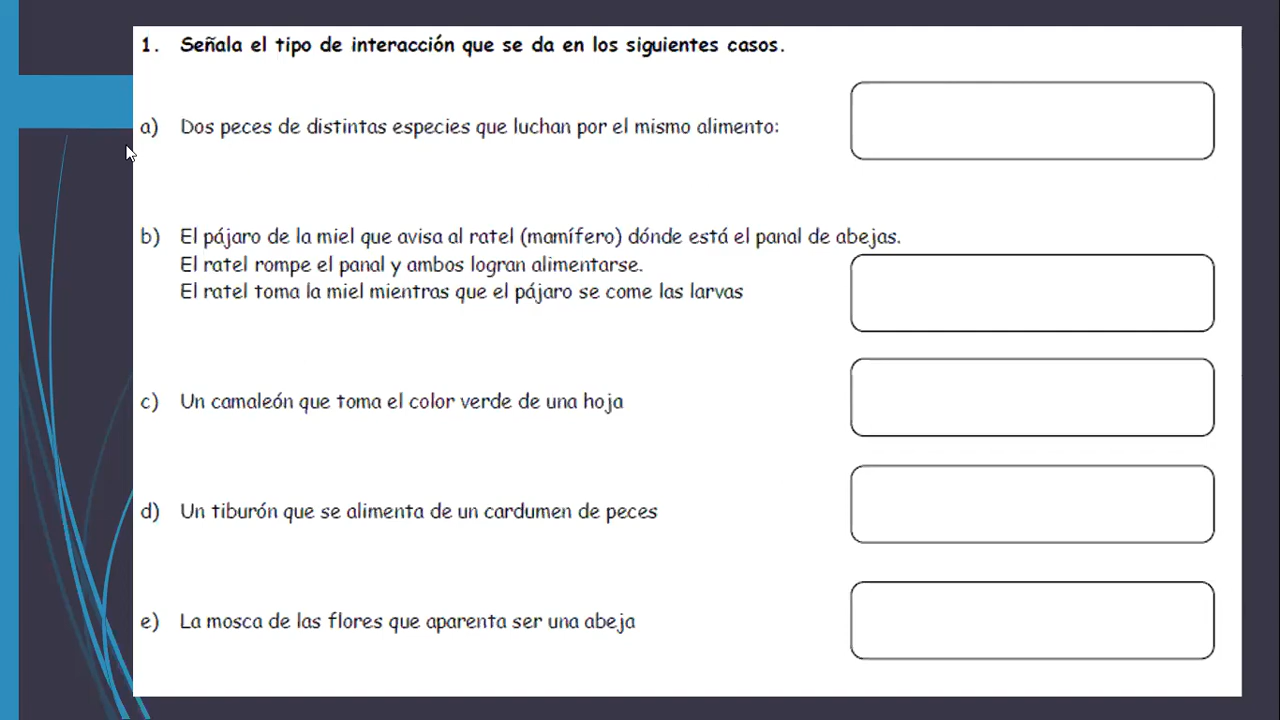 1. Señala el tipo de interacción que se da en los siguientes casos.
a) Dos peces de distintas especies que luchan por el mismo alimento:
b) El pájaro de la miel que avisa al ratel (mamífero) dónde está el panal de abejas.
El ratel rompe el panal y ambos logran alimentarse.
El ratel toma la miel mientras que el pájaro se come las larvas
c) Un camaleón que toma el color verde de una hoja
d) Un tiburón que se alimenta de un cardumen de peces
e) La mosca de las flores que aparenta ser una abeja